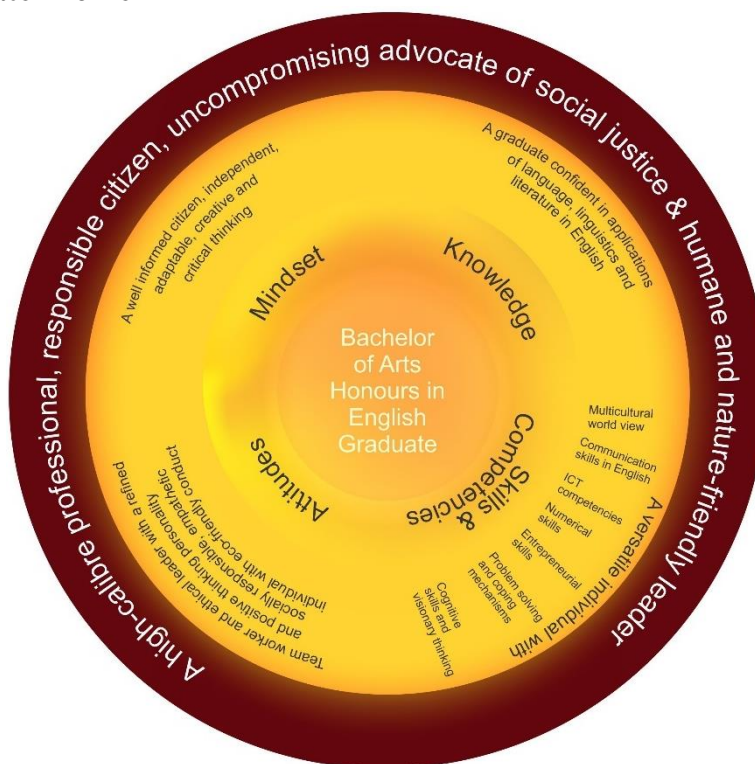 A high-calibre professional, responsible citizen, uncompromising advocate of social justice & humane and nature-friendly leader
A well informed citizen, independent,
adaptable, creative and
critical thinking
A graduate confident in applications
of language, linguistics and
literature in English
Mindset
Knowledge
Bachelor
of Arts
Honours in
English
Graduate
Attitudes
Skills &
Competencies
Team worker and ethical leader with a refined
and positive thinking personality
socially responsible, empathetic
individual with eco-friendly conduct
A versatile individual with
Multicultural
world view
Communication
skills in English
ICT
competencies
Numerical
skills
Entrepreneurial
skills
Problem solving
and coping
mechanisms
Cognitive
skills and
visionary thinking